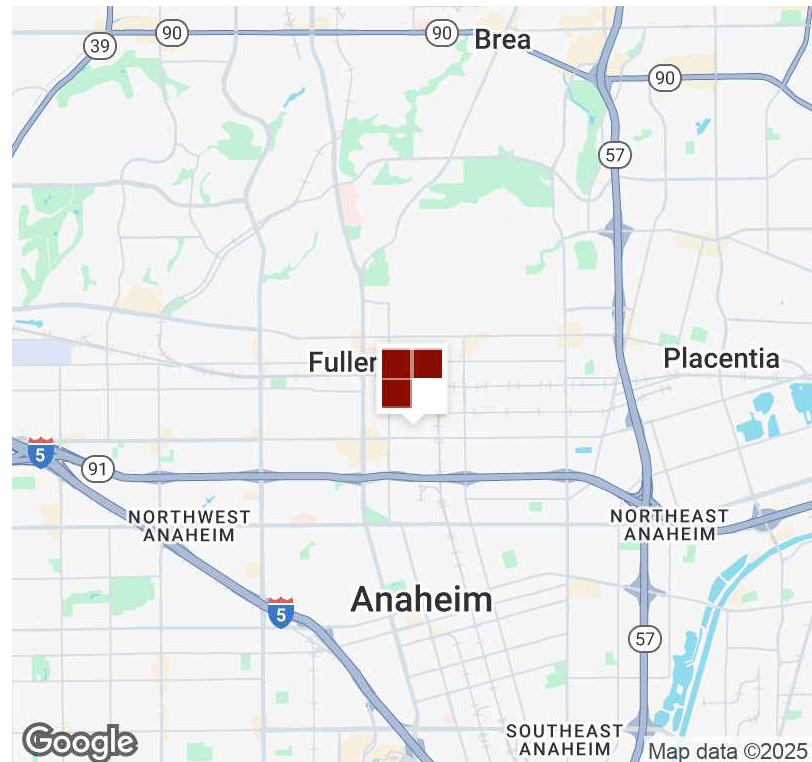 39
90
90
Brea
90
57
Fuller
Placentia
5
91
NORTHWEST
ANAHEIM
NORTHEAST
ANAHEIM
Anaheim
5
57
SOUTHEAST
ANAHEIM
Google
Map data ©2025